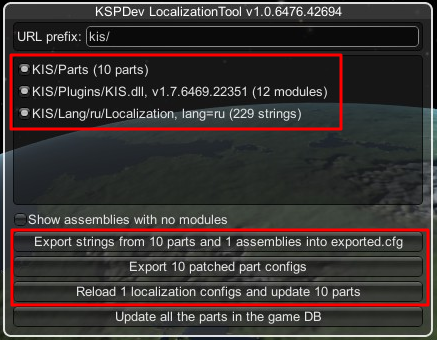 KSPDev LocalizationTool v1.0.6476.42694
URL prefix: kis/
KIS/Parts (10 parts)
KIS/Plugins/KIS.dll, v1.7.6469.22351 (12 modules)
KIS/Lang/ru/Localization, lang=ru (229 strings)
Show assemblies with no modules
Export strings from 10 parts and 1 assemblies into exported.cfg
Export 10 patched part configs
Reload 1 localization configs and update 10 parts
Update all the parts in the game DB